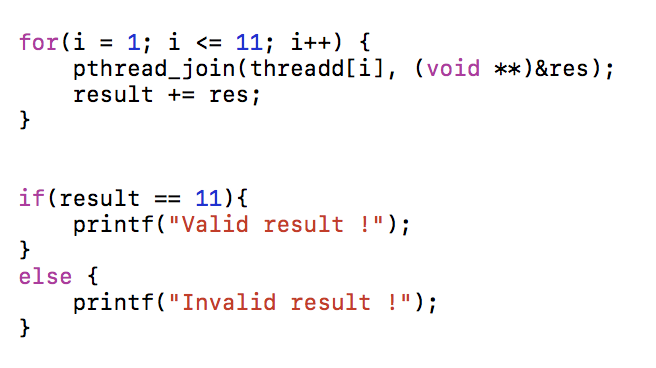 for(i = 1; i <= 11; i++) {
    pthread_join(threadd[i], (void **)&res);
    result += res;
}
if(result == 11){
    printf("Valid result !");
}
else {
    printf("Invalid result !");
}